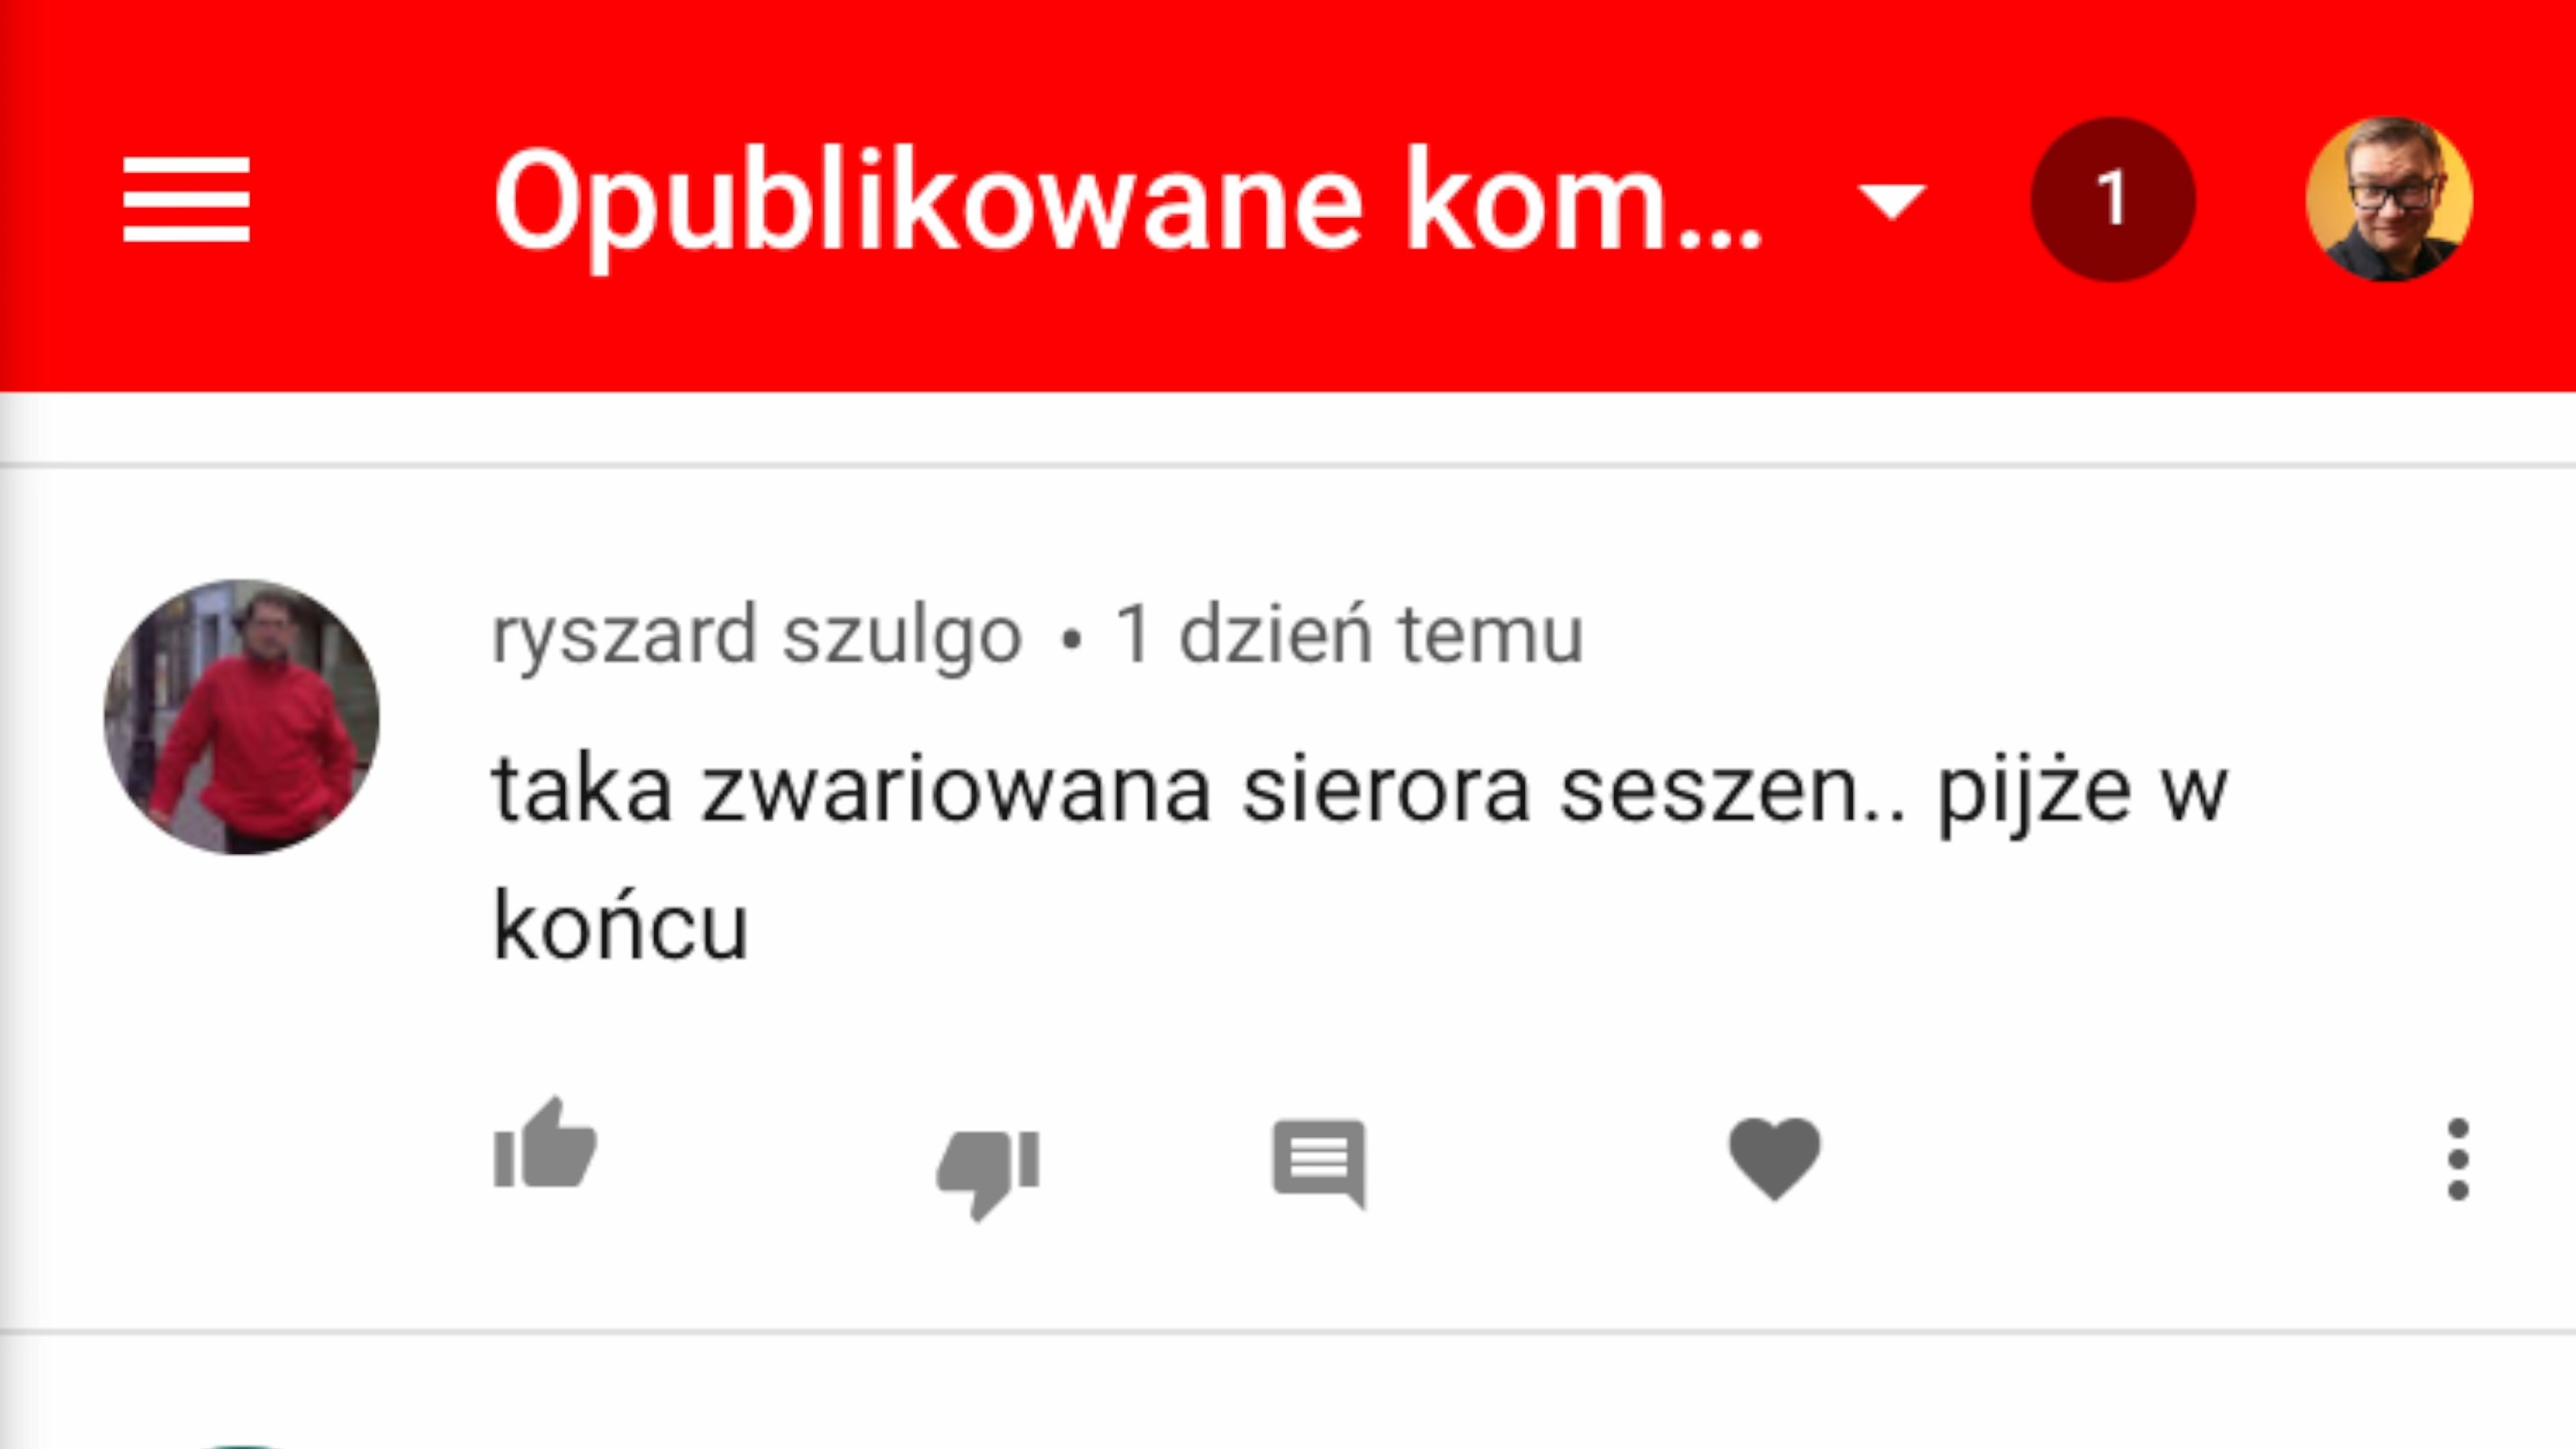 Opublikowane kom...
1
ryszard szulgo • 1 dzień temu
taka zwariowana sierora seszen.. pijże w
końcu